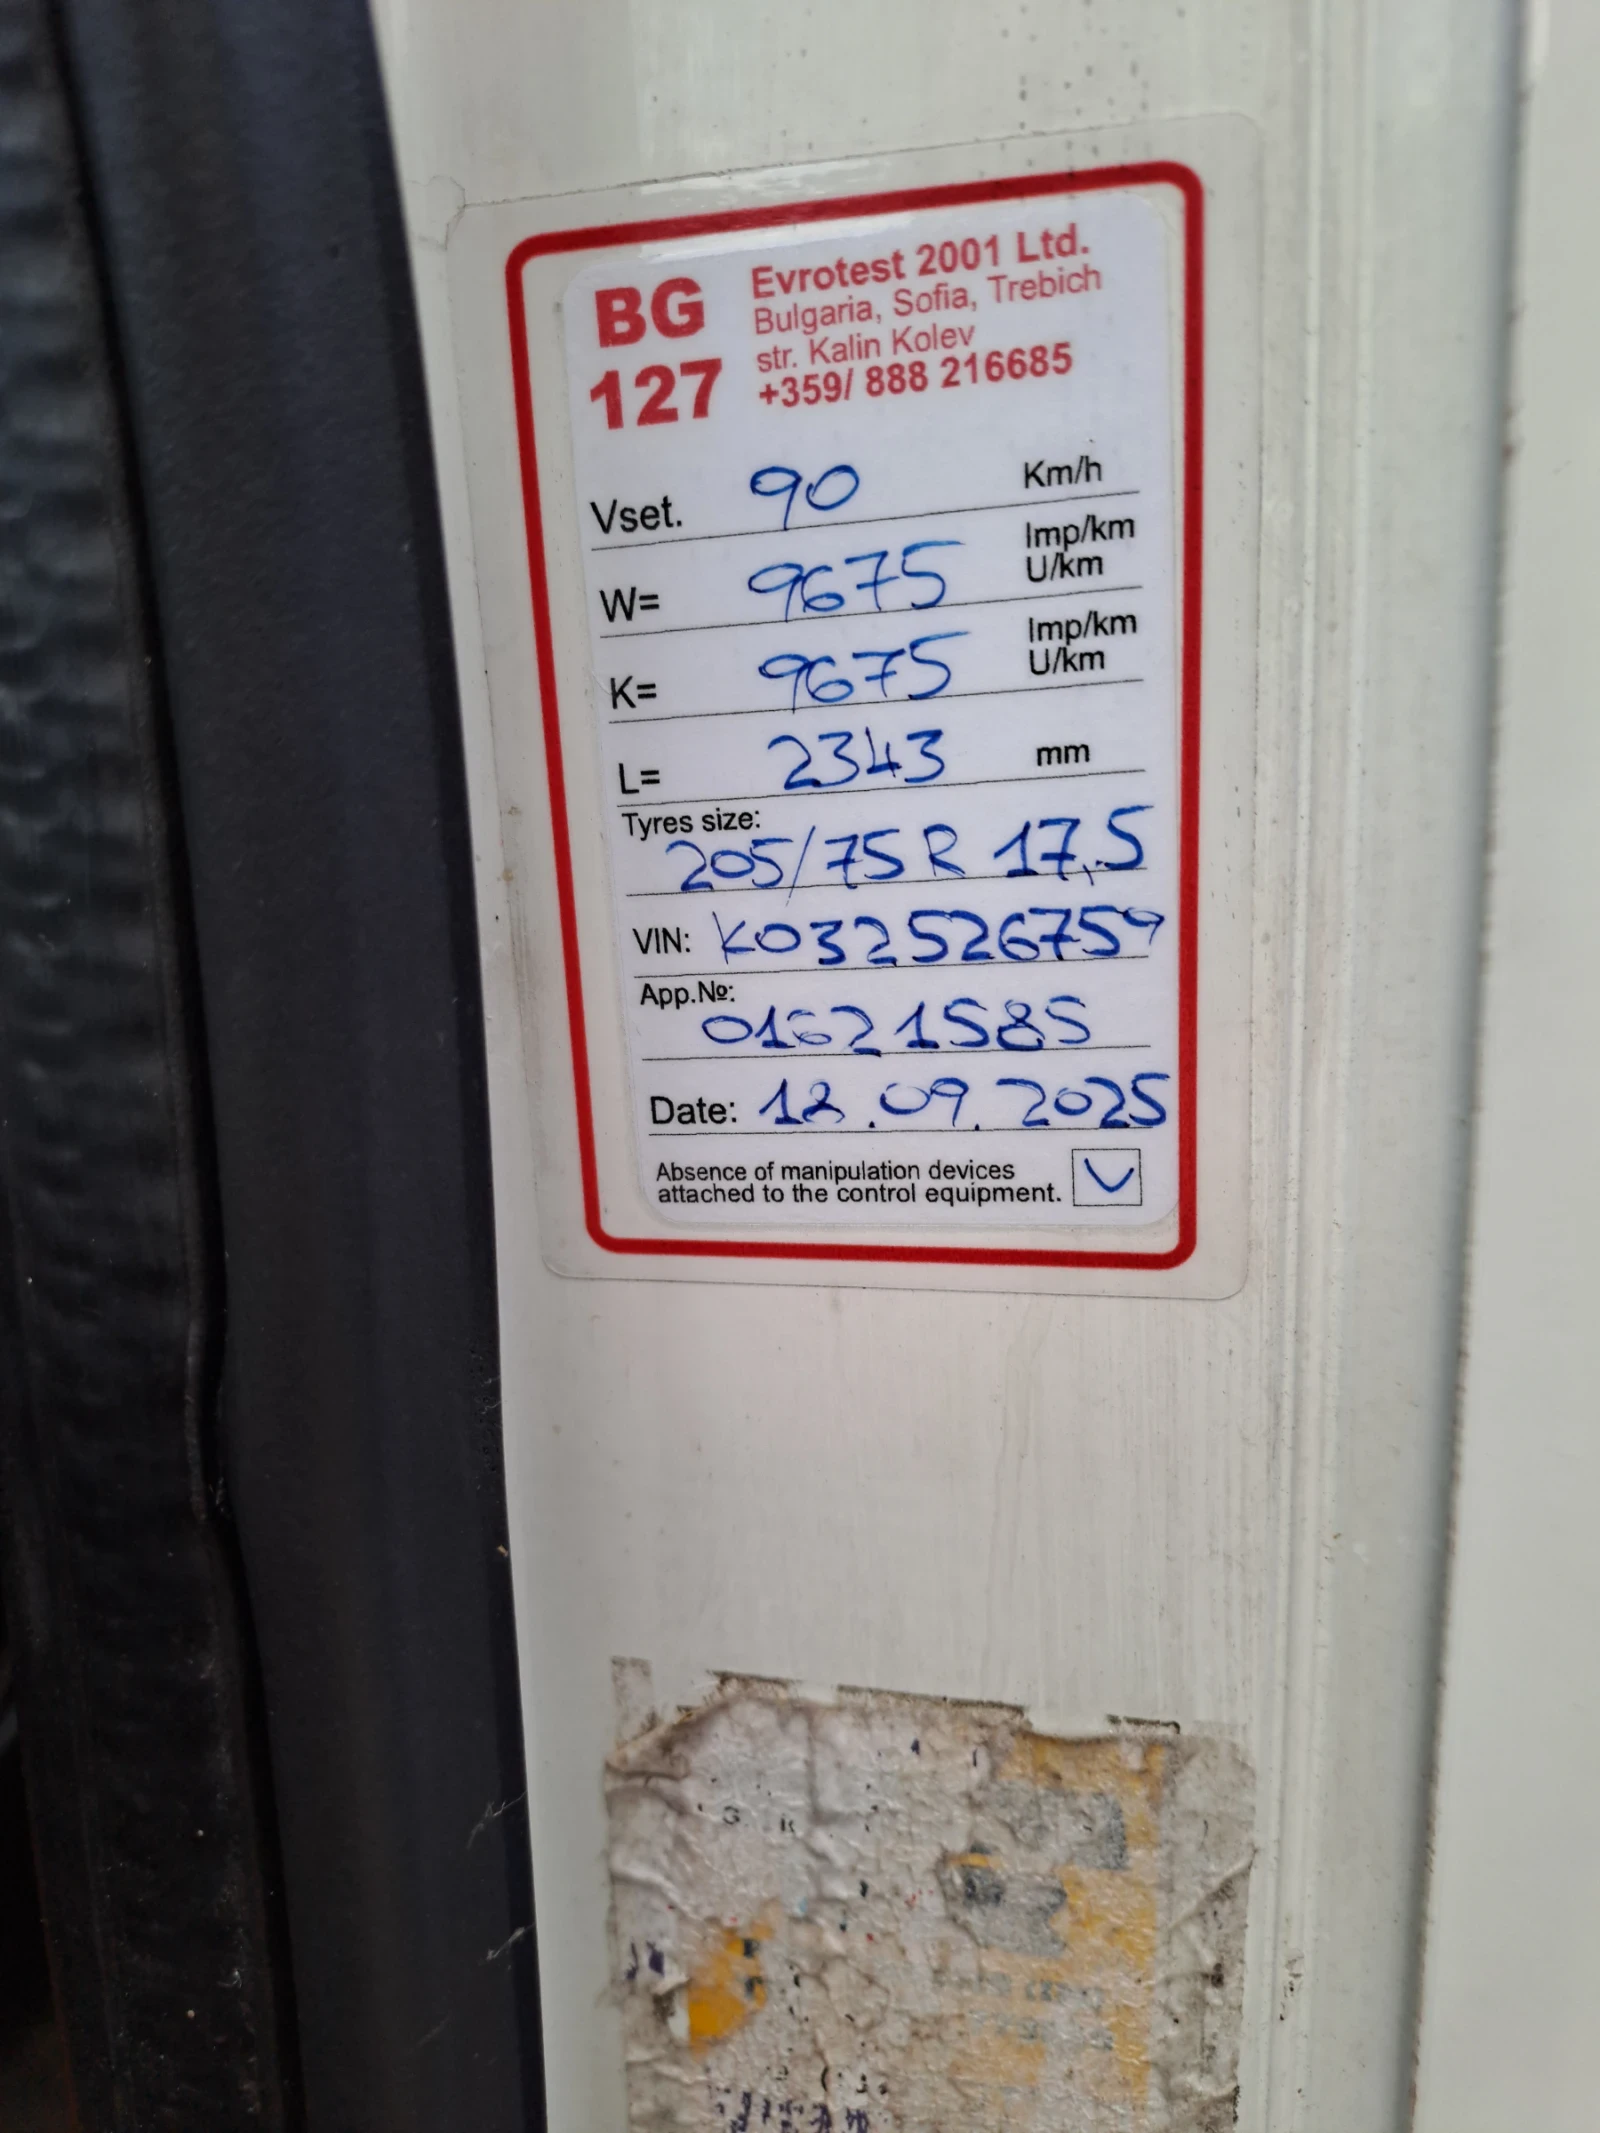 BG
127
Evrotest 2001 Ltd.
Bulgaria, Sofia, Trebich
str. Kalin Kolev
+359/ 888 216685
Vset. 90 Km/h
W= 9675 Imp/km
U/km
K= 9675 Imp/km
U/km
L= 2343 mm
Tyres size:
205/75 R 17,5
VIN: K032526759
App.№:
01621585
Date: 18.09.2025
Absence of manipulation devices
attached to the control equipment.